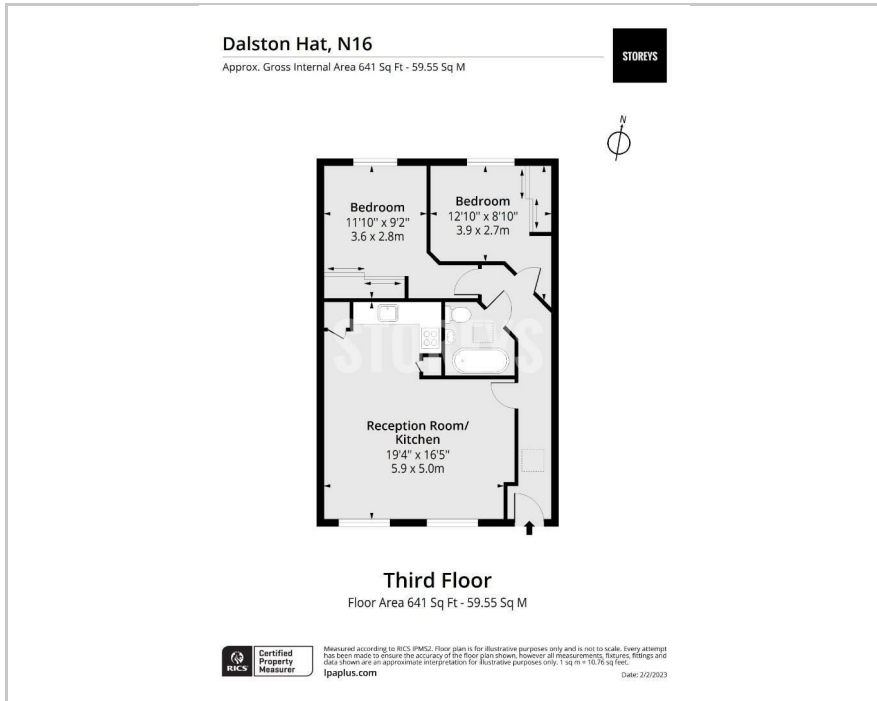 Dalston Hat, N16
Approx. Gross Internal Area 641 Sq Ft - 59.55 Sq M
STOREYS
N
Bedroom
11'10" x 9'2"
3.6 x 2.8m
Bedroom
12'10" x 8'10"
3.9 x 2.7m
STOREYS
Reception Room/
Kitchen
19'4" x 16'5"
5.9 x 5.0m
Third Floor
Floor Area 641 Sq Ft - 59.55 Sq M
RICS
Certified
Property
Measurer
Measured according to RICS IPMS2. Floor plan is for illustrative purposes only and is not to scale. Every attempt
has been made to ensure the accuracy of the floor plan shown, however all measurements, fixtures, fittings and
data shown are an approximate interpretation for illustrative purposes only. 1 sq m = 10.76 sq feet.
lpaplus.com
Date: 2/2/2023